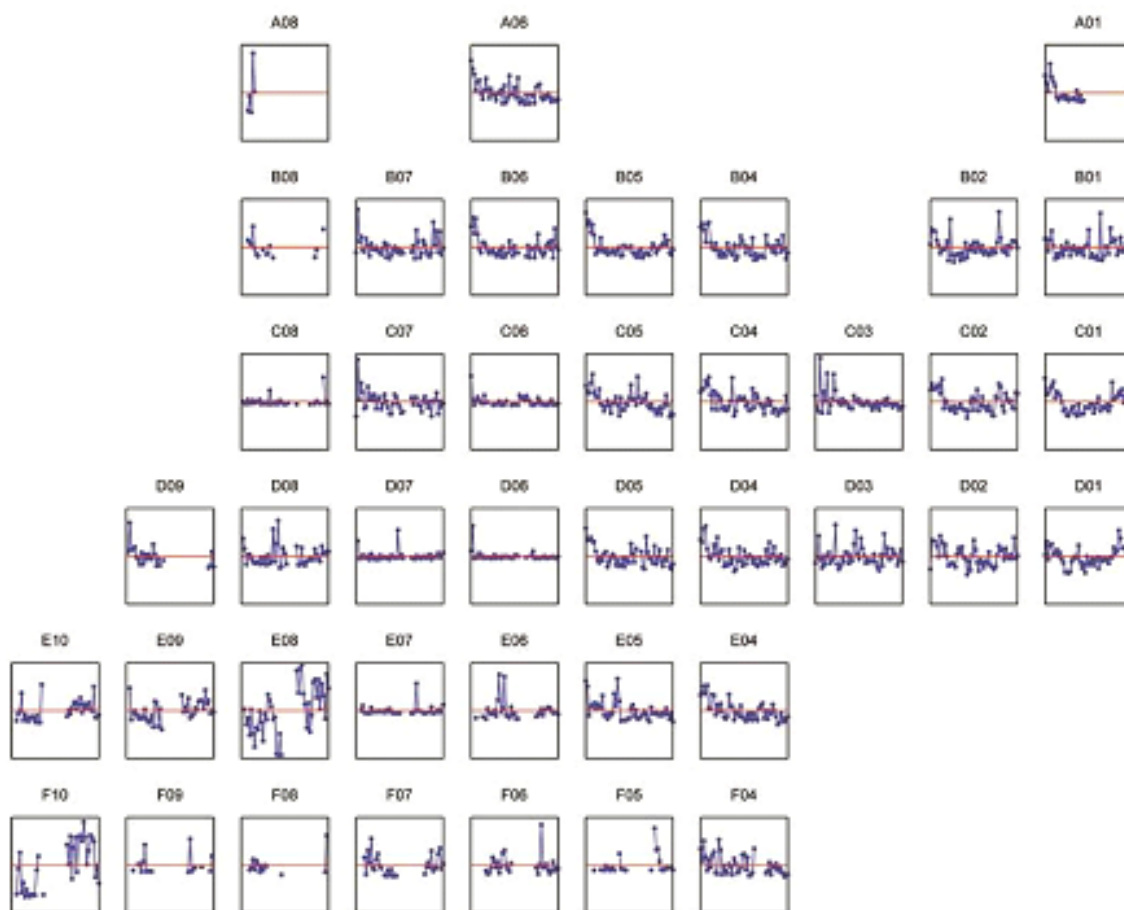 A08 A06 A01
B08 B07 B06 B05 B04 B02 B01
C08 C07 C06 C05 C04 C03 C02 C01
D09 D08 D07 D06 D05 D04 D03 D02 D01
E10 E09 E08 E07 E06 E05 E04
F10 F09 F08 F07 F06 F05 F04